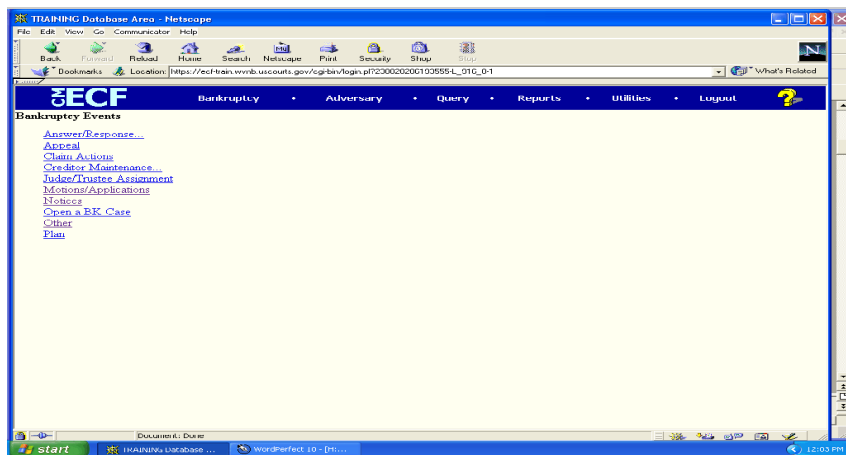 TRAINING Database Area - Netscape
File Edit View Go Communicator Help
Back Forward Reload Home Search Netscape Print Security Shop Stop
Bookmarks Location: https://ecf-train.wvnb.uscourts.gov/cgi-bin/login.pl?230020206193555-L_916_0-1 What's Related
CM ECF Bankruptcy • Adversary • Query • Reports • Utilities • Logout ?
Bankruptcy Events
Answer/Response...
Appeal
Claim Actions
Creditor Maintenance...
Judge/Trustee Assignment
Motions/Applications
Notices
Open a BK Case
Other
Plan
Document: Done
start TRAINING Database ... WordPerfect 10 - [H:... 12:03 PM